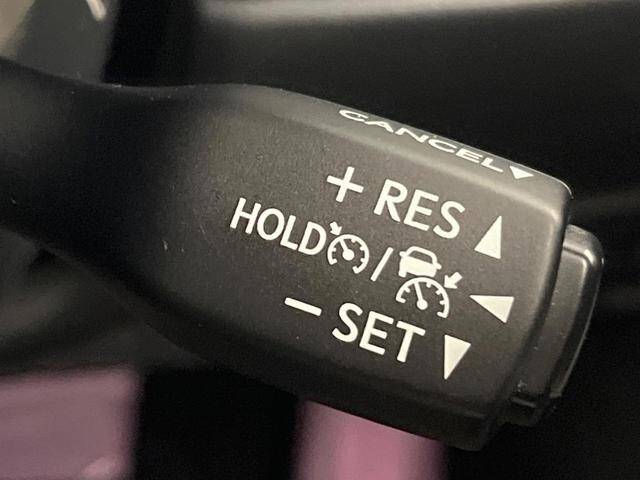 CANCEL
+ RES
HOLD /
- SET